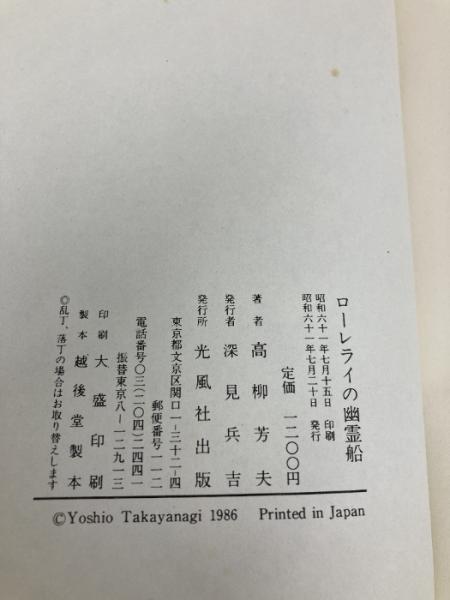 ローレライの幽霊船
昭和六十一年七月十五日 印刷
昭和六十一年七月二十日 発行
定価 一二〇〇円
著者 高柳芳夫
発行者 深見兵吉
発行所 光風社出版
東京都文京区関口一−三十二−四
郵便番号 一一二
電話番号〇三(二〇四)二四四一
振替東京八−一二九一三
印刷 大盛印刷
製本 越後堂製本
◎乱丁、落丁の場合はお取り替えします
©Yoshio Takayanagi 1986 Printed in Japan